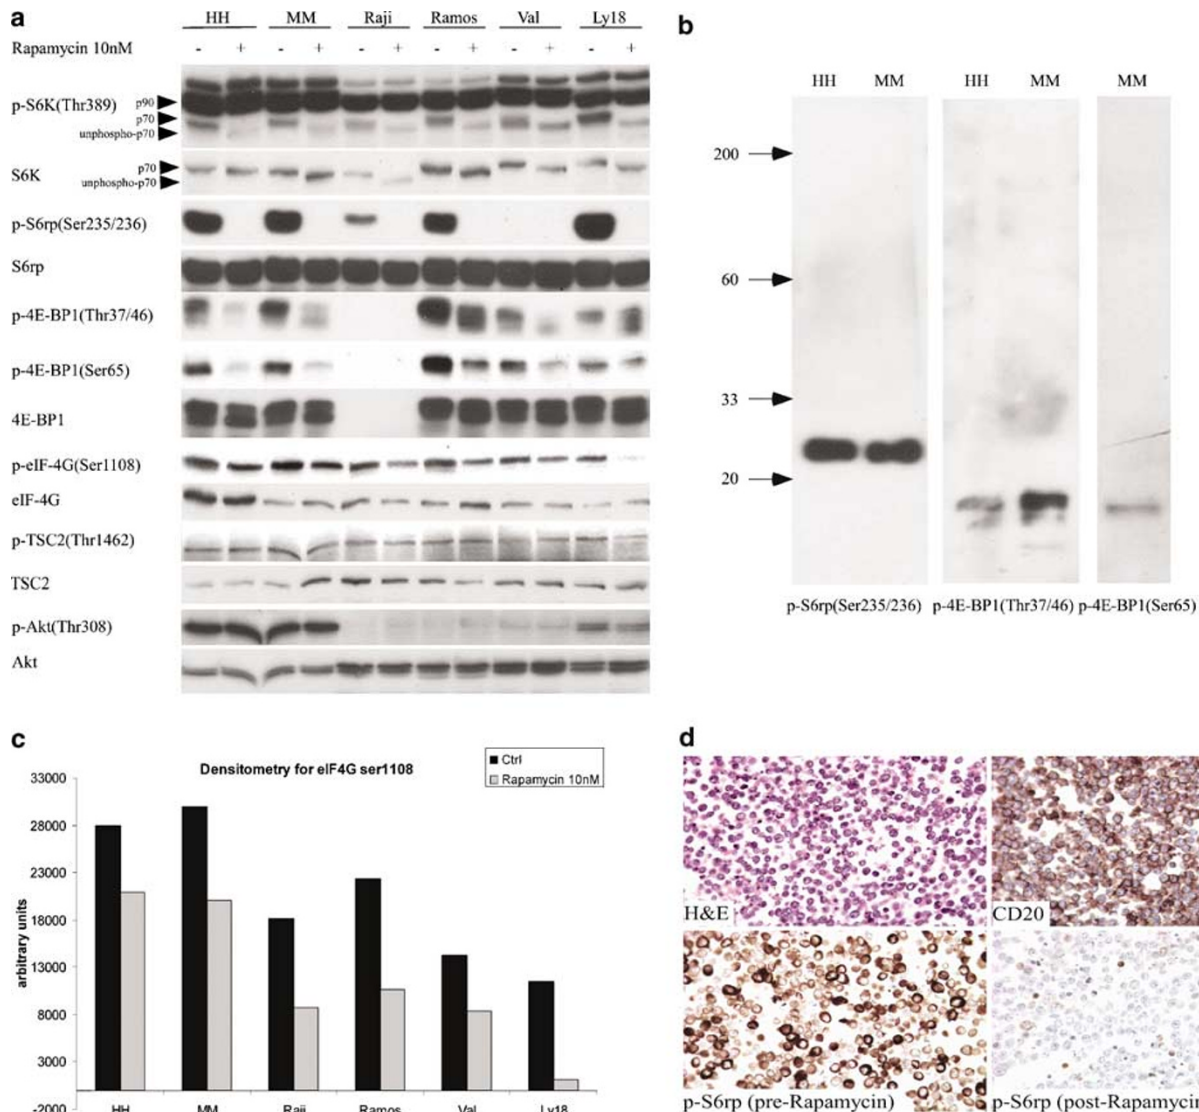 a
HH MM Raji Ramos Val Ly18
Rapamycin 10nM - + - + - + - + - + - +
p-S6K(Thr389)
p90
p70
unphospho-p70
S6K
p70
unphospho-p70
p-S6rp(Ser235/236)
S6rp
p-4E-BP1(Thr37/46)
p-4E-BP1(Ser65)
4E-BP1
p-eIF-4G(Ser1108)
eIF-4G
p-TSC2(Thr1462)
TSC2
p-Akt(Thr308)
Akt
b
HH MM HH MM MM
200
60
33
20
p-S6rp(Ser235/236) p-4E-BP1(Thr37/46) p-4E-BP1(Ser65)
c
Densitometry for eIF4G ser1108
Ctrl
Rapamycin 10nM
arbitrary units
33000
28000
23000
18000
13000
8000
3000
-2000
HH MM Raji Ramos Val Ly18
d
H&E
CD20
p-S6rp (pre-Rapamycin)
p-S6rp (post-Rapamycin